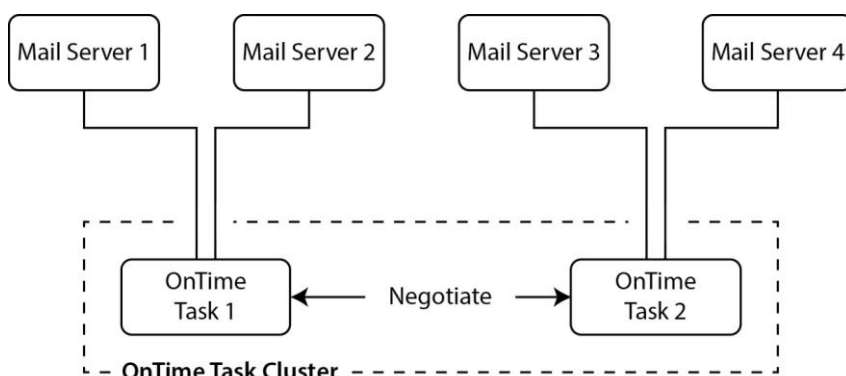 Mail Server 1
Mail Server 2
Mail Server 3
Mail Server 4
OnTime
Task 1
Negotiate
OnTime
Task 2
OnTime Task Cluster